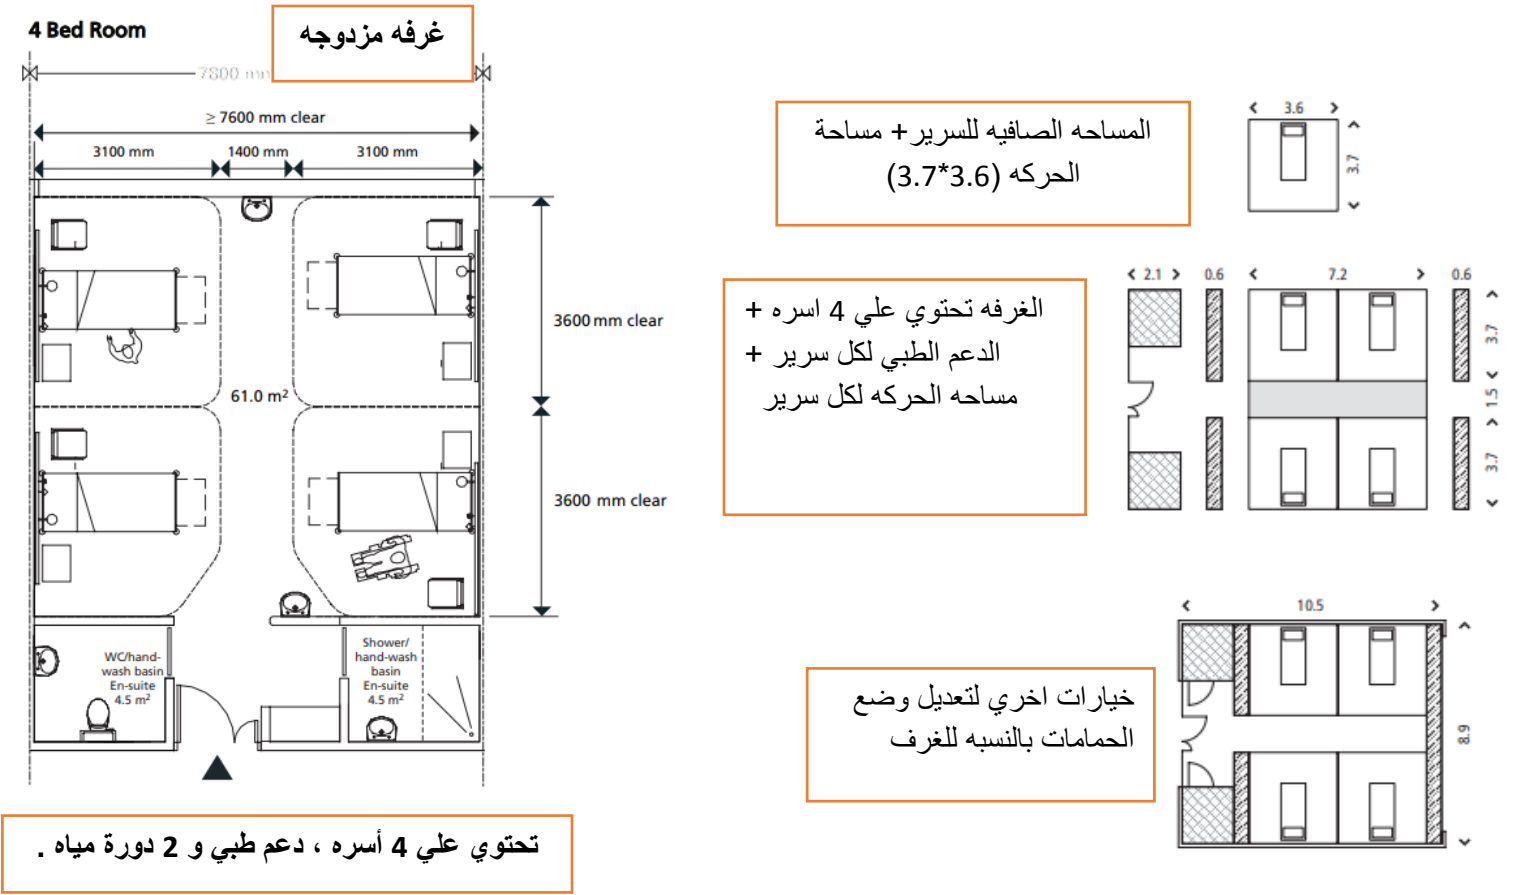 4 Bed Room
غرفه مزدوجه
7800 mm
≥ 7600 mm clear
3100 mm
1400 mm
3100 mm
3600 mm clear
61.0 m²
3600 mm clear
WC/hand-
wash basin
En-suite
4.5 m²
Shower/
hand-wash
basin
En-suite
4.5 m²
تحتوي علي 4 أسره ، دعم طبي و 2 دورة مياه .
المساحه الصافيه للسرير+ مساحة
الحركه (3.6*3.7)
3.6
3.7
الغرفه تحتوي علي 4 اسره +
الدعم الطبي لكل سرير +
مساحه الحركه لكل سرير
2.1
0.6
7.2
0.6
3.7
1.5
3.7
خيارات اخري لتعديل وضع
الحمامات بالنسبه للغرف
10.5
8.9